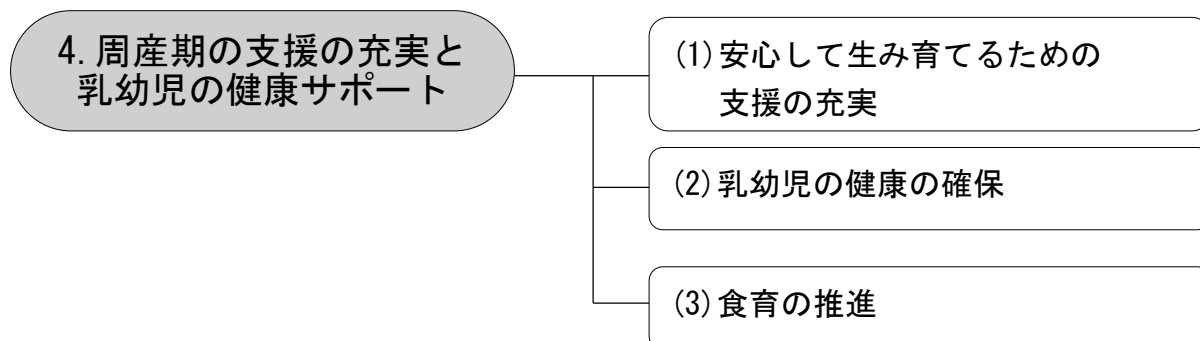 4.周産期の支援の充実と
乳幼児の健康サポート
(1)安心して生み育てるための
支援の充実
(2)乳幼児の健康の確保
(3)食育の推進